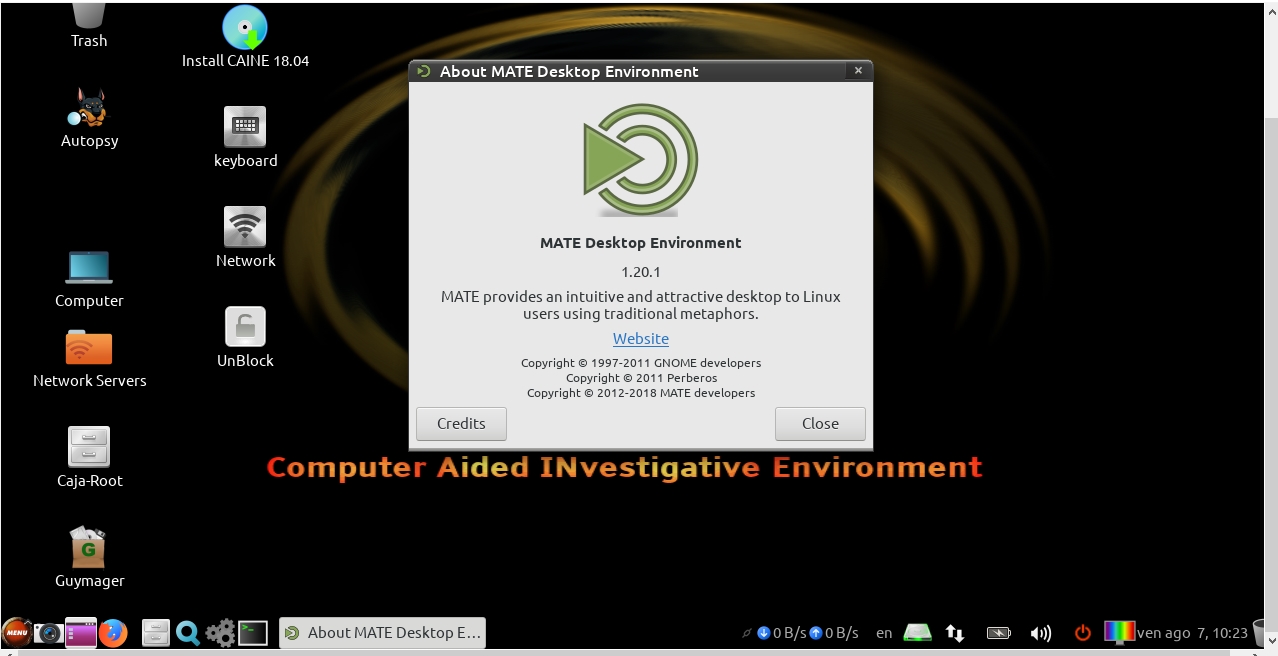 Trash
Install CAINE 18.04
Autopsy
keyboard
Network
Computer
UnBlock
Network Servers
Caja-Root
Guymager
About MATE Desktop Environment
MATE Desktop Environment
1.20.1
MATE provides an intuitive and attractive desktop to Linux
users using traditional metaphors.
Website
Copyright © 1997-2011 GNOME developers
Copyright © 2011 Perberos
Copyright © 2012-2018 MATE developers
Credits
Close
Computer Aided INvestigative Environment
MENU
About MATE Desktop E…
0 B/s
0 B/s
en
ven ago  7, 10:23